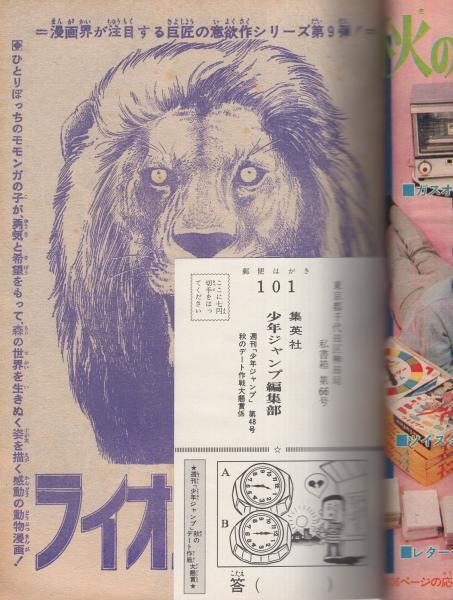 =漫画界が注目する巨匠の意欲作シリーズ第9弾!=
ひとりぼっちのモモンガの子が、勇気と希望をもって、森の世界を生きぬく姿を描く感動の動物漫画!
ライオ
郵便はがき
101
ここに七円
切手をはっ
てください
東京都千代田区神田局
私書箱 第66号
集英社
少年ジャンプ編集部
週刊「少年ジャンプ」第48号
秋のデート作戦大懸賞係
★週刊「少年ジャンプ」秋のデート作戦大懸賞★
A
B
こたえ
答( )
秋の
■ガスオ
■ツイス
■レター
ページの応